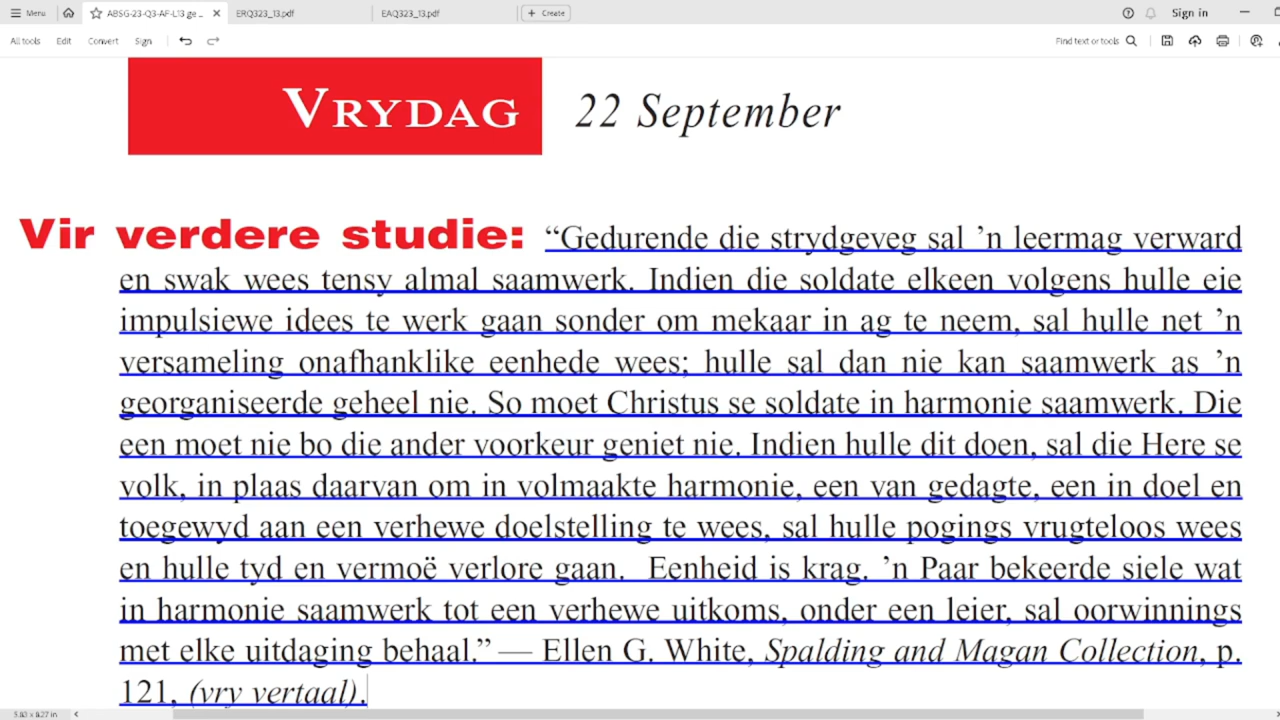 Menu ABSG-23-Q3-AF-L13 ge ... ERQ323_13.pdf EAQ323_13.pdf + Create Sign in
All tools Edit Convert Sign Find text or tools
VRYDAG 22 September
Vir verdere studie: “Gedurende die strydgeveg sal ’n leermag verward
en swak wees tensy almal saamwerk. Indien die soldate elkeen volgens hulle eie
impulsiewe idees te werk gaan sonder om mekaar in ag te neem, sal hulle net ’n
versameling onafhanklike eenhede wees; hulle sal dan nie kan saamwerk as ’n
georganiseerde geheel nie. So moet Christus se soldate in harmonie saamwerk. Die
een moet nie bo die ander voorkeur geniet nie. Indien hulle dit doen, sal die Here se
volk, in plaas daarvan om in volmaakte harmonie, een van gedagte, een in doel en
toegewyd aan een verhewe doelstelling te wees, sal hulle pogings vrugteloos wees
en hulle tyd en vermoë verlore gaan. Eenheid is krag. ’n Paar bekeerde siele wat
in harmonie saamwerk tot een verhewe uitkoms, onder een leier, sal oorwinnings
met elke uitdaging behaal.” — Ellen G. White, Spalding and Magan Collection, p.
121, (vry vertaal).
5.83 x 8.27 in